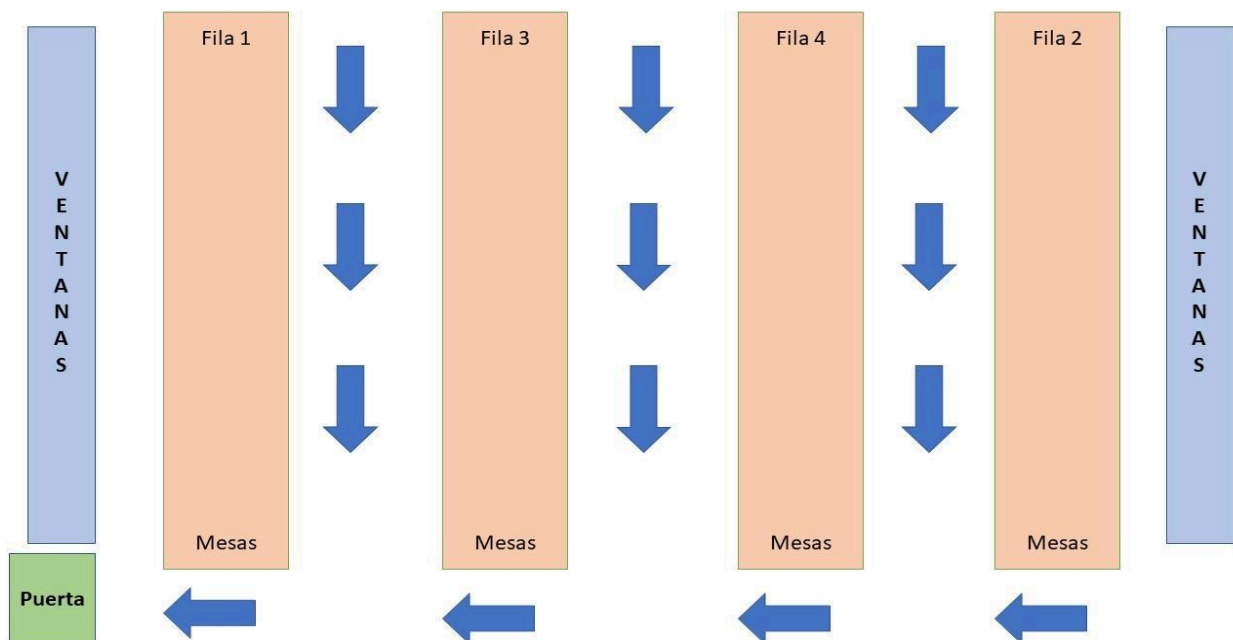 Fila 1
Fila 3
Fila 4
Fila 2
VENTANAS
VENTANAS
Mesas
Mesas
Mesas
Mesas
Puerta